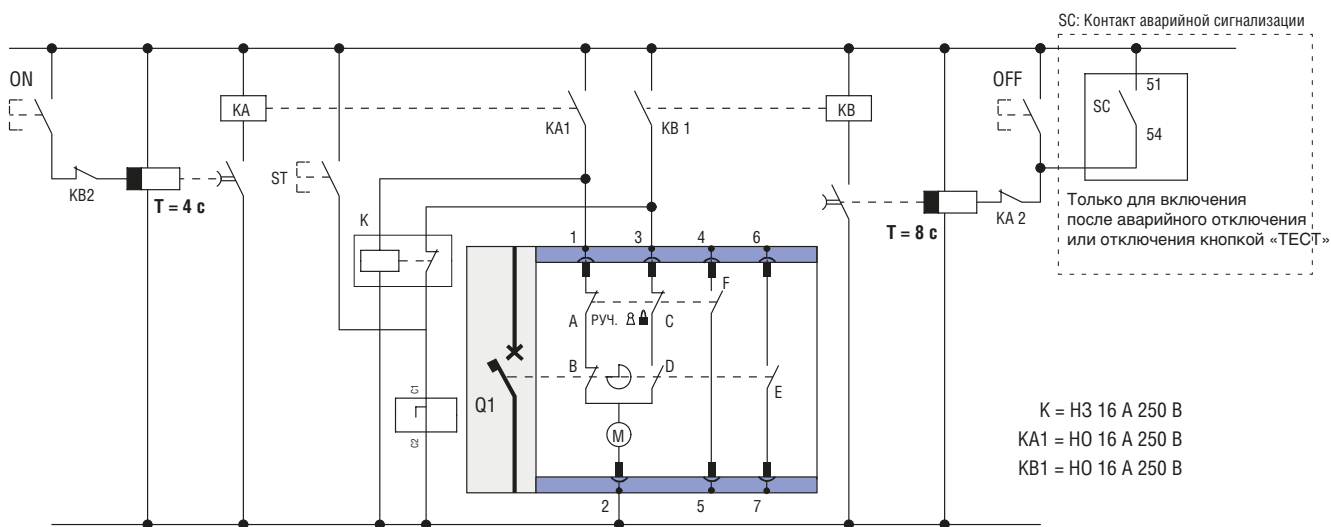 SC: Контакт аварийной сигнализации
ON
OFF
51
SC
54
KA
KA1
KB 1
KB
KB2
T = 4 c
ST
K
T = 8 c
KA 2
Только для включения
после аварийного отключения
или отключения кнопкой «ТЕСТ»
1
3
4
6
F
A
РУЧ.
C
B
D
E
Q1
M
C1
C2
2
5
7
K = НЗ 16 А 250 В
KA1 = НО 16 А 250 В
KB1 = НО 16 А 250 В